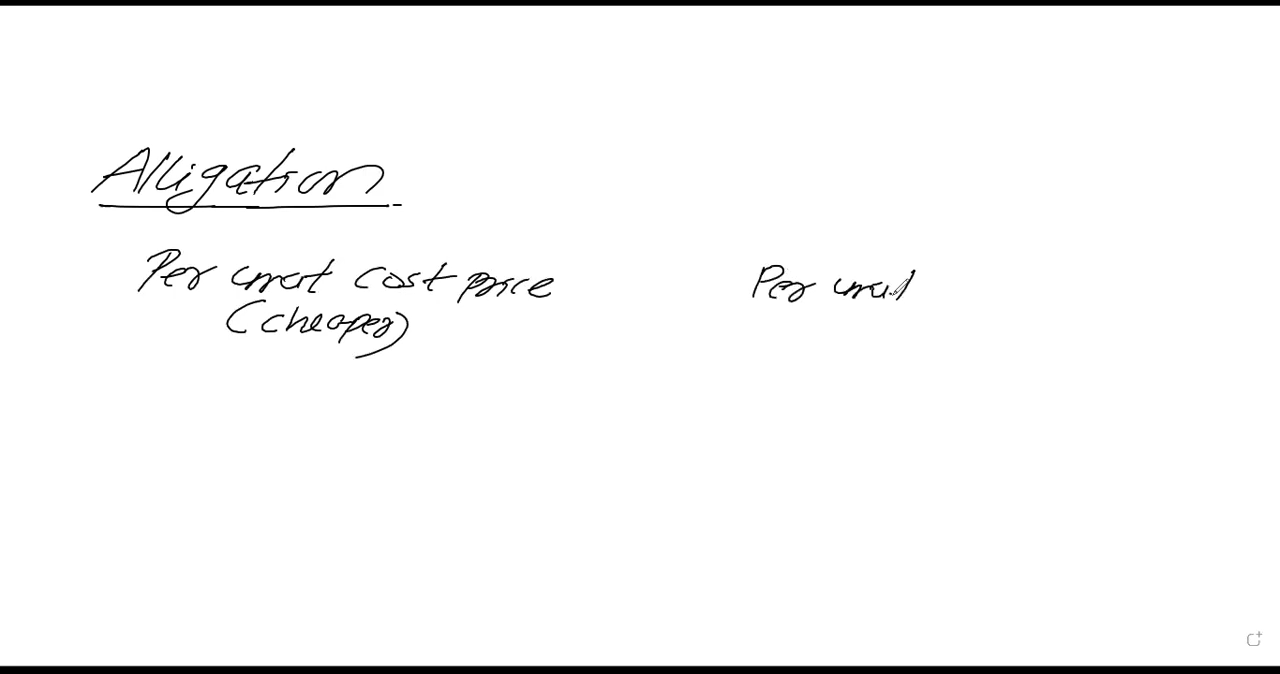 Alligation
Per unit cost price
(cheaper)
Per unit